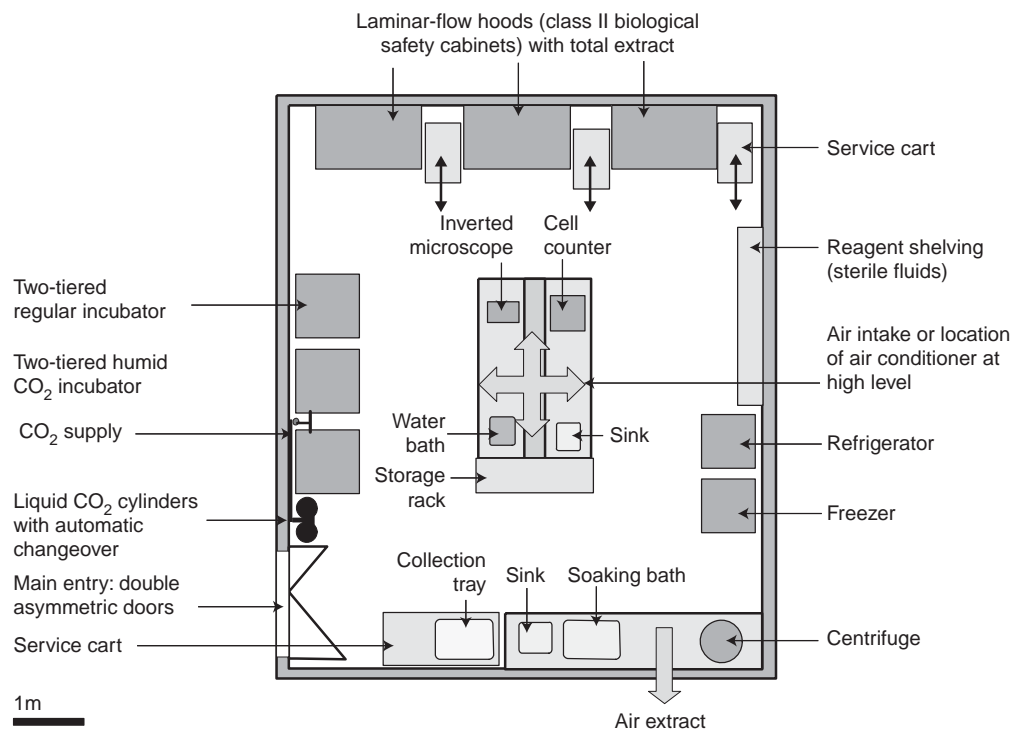 Laminar-flow hoods (class II biological
safety cabinets) with total extract
Service cart
Inverted
microscope
Cell
counter
Reagent shelving
(sterile fluids)
Two-tiered
regular incubator
Air intake or location
of air conditioner at
high level
Two-tiered humid
CO₂ incubator
CO₂ supply
Water
bath
Sink
Refrigerator
Storage
rack
Liquid CO₂ cylinders
with automatic
changeover
Freezer
Main entry: double
asymmetric doors
Collection
tray
Sink
Soaking bath
Service cart
Centrifuge
1m
Air extract